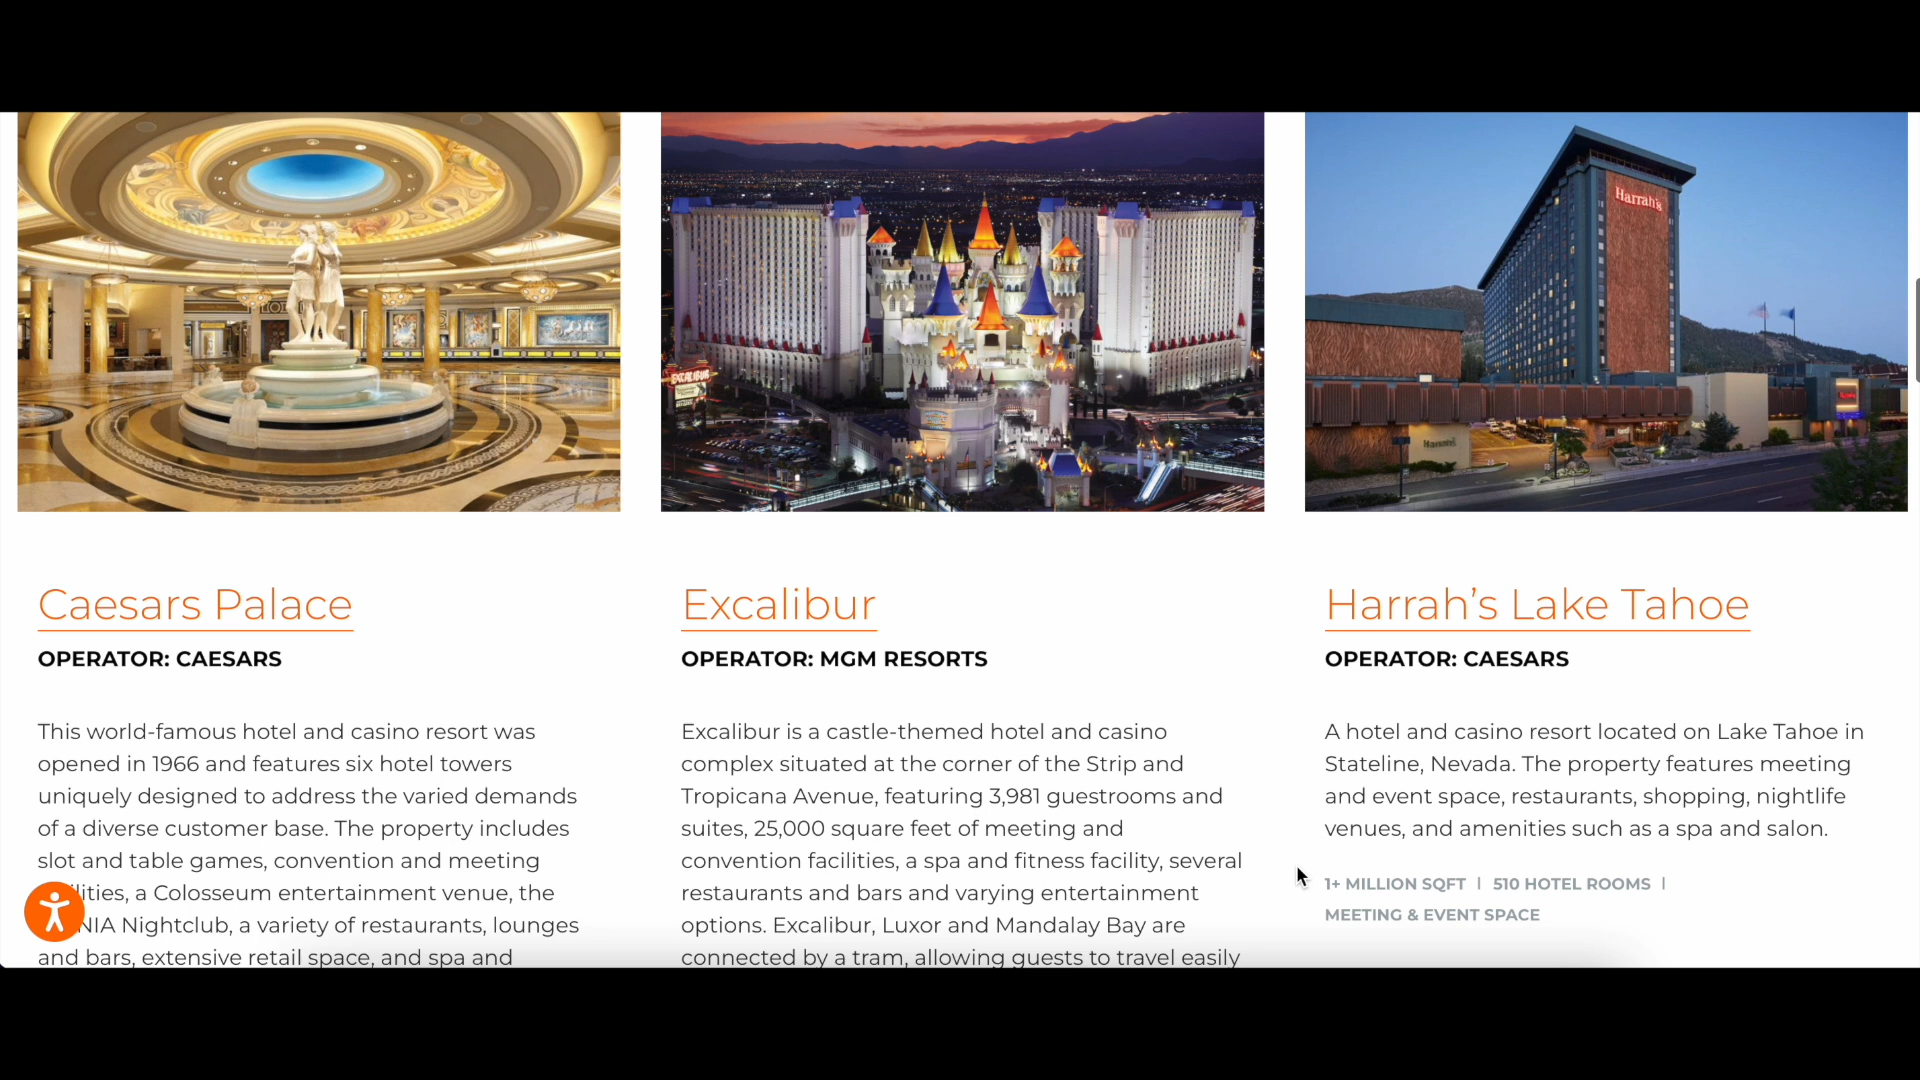 EXCALIBUR
Harrah's
Harrah's
Caesars Palace
OPERATOR: CAESARS
This world-famous hotel and casino resort was
opened in 1966 and features six hotel towers
uniquely designed to address the varied demands
of a diverse customer base. The property includes
slot and table games, convention and meeting
lities, a Colosseum entertainment venue, the
NIA Nightclub, a variety of restaurants, lounges
and bars, extensive retail space, and spa and
Excalibur
OPERATOR: MGM RESORTS
Excalibur is a castle-themed hotel and casino
complex situated at the corner of the Strip and
Tropicana Avenue, featuring 3,981 guestrooms and
suites, 25,000 square feet of meeting and
convention facilities, a spa and fitness facility, several
restaurants and bars and varying entertainment
options. Excalibur, Luxor and Mandalay Bay are
connected by a tram, allowing guests to travel easily
Harrah’s Lake Tahoe
OPERATOR: CAESARS
A hotel and casino resort located on Lake Tahoe in
Stateline, Nevada. The property features meeting
and event space, restaurants, shopping, nightlife
venues, and amenities such as a spa and salon.
1+ MILLION SQFT | 510 HOTEL ROOMS |
MEETING & EVENT SPACE